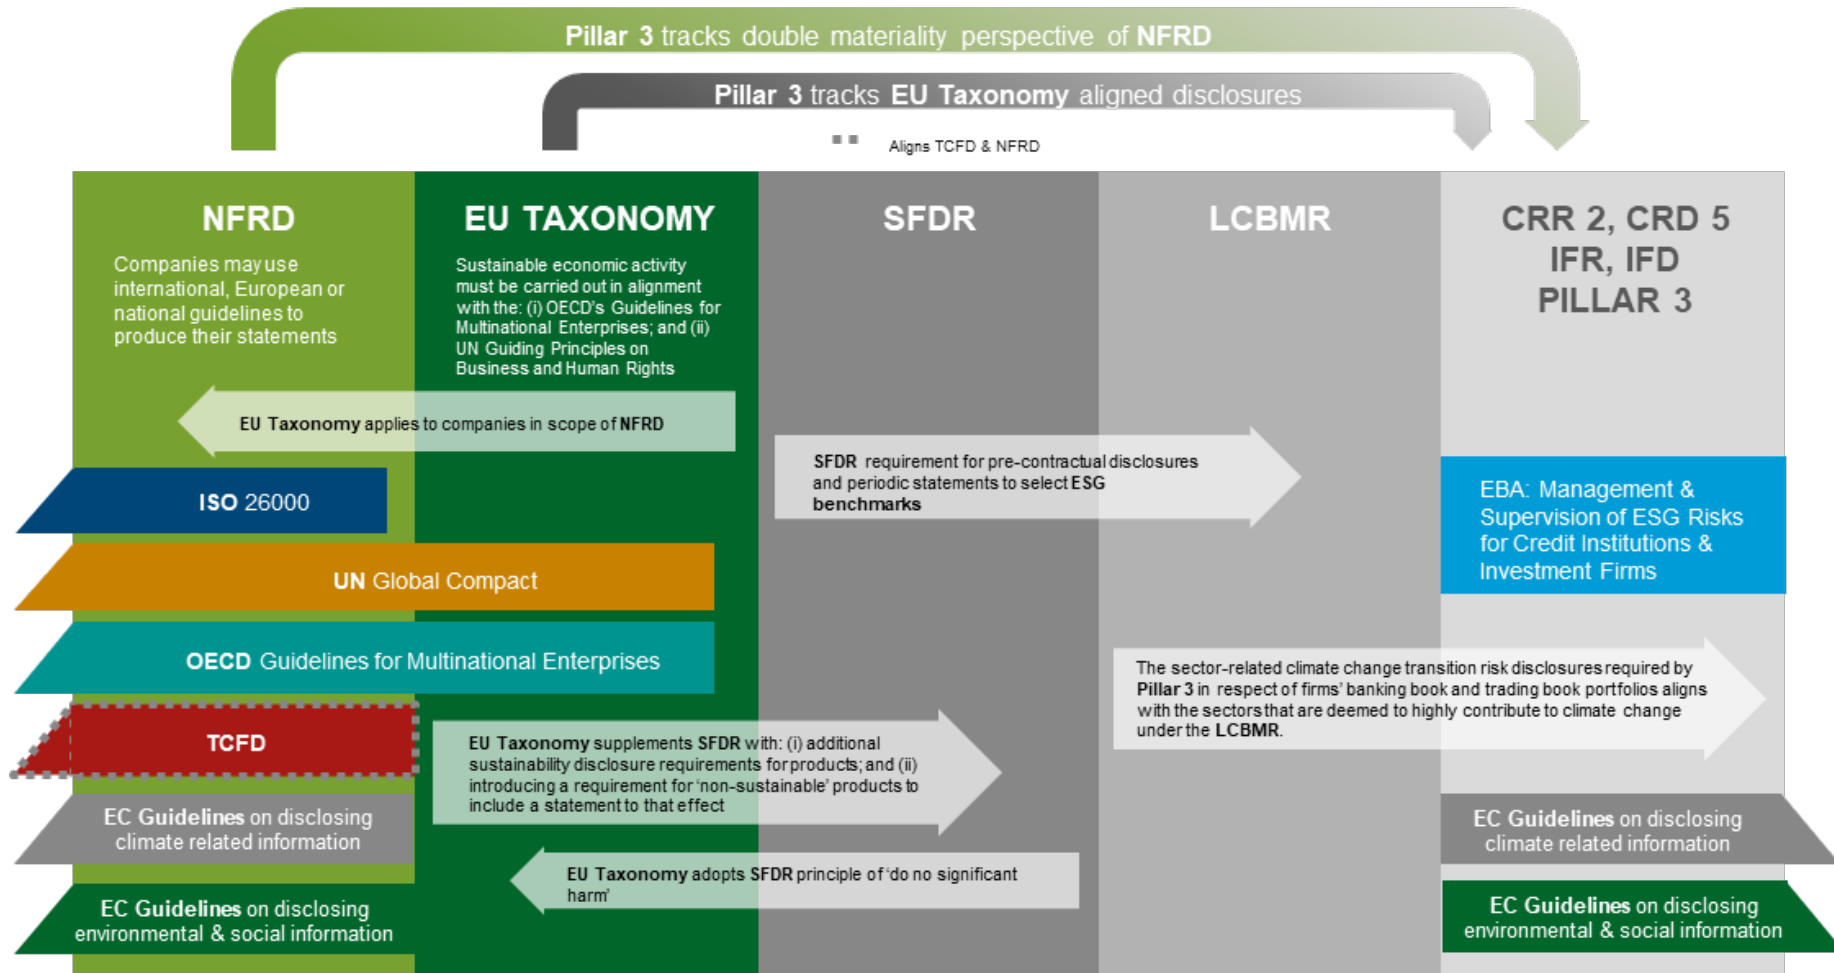 Pillar 3 tracks double materiality perspective of NFRD
Pillar 3 tracks EU Taxonomy aligned disclosures
Aligns TCFD & NFRD
NFRD
Companies may use
international, European or
national guidelines to
produce their statements
EU TAXONOMY
Sustainable economic activity
must be carried out in alignment
with the: (i) OECD's Guidelines for
Multinational Enterprises; and (ii)
UN Guiding Principles on
Business and Human Rights
SFDR
LCBMR
CRR 2, CRD 5
IFR, IFD
PILLAR 3
EU Taxonomy applies to companies in scope of NFRD
SFDR requirement for pre-contractual disclosures
and periodic statements to select ESG
benchmarks
ISO 26000
EBA: Management &
Supervision of ESG Risks
for Credit Institutions &
Investment Firms
UN Global Compact
OECD Guidelines for Multinational Enterprises
The sector-related climate change transition risk disclosures required by
Pillar 3 in respect of firms' banking book and trading book portfolios aligns
with the sectors that are deemed to highly contribute to climate change
under the LCBMR.
TCFD
EU Taxonomy supplements SFDR with: (i) additional
sustainability disclosure requirements for products; and (ii)
introducing a requirement for 'non-sustainable' products to
include a statement to that effect
EC Guidelines on disclosing
climate related information
EC Guidelines on disclosing
climate related information
EU Taxonomy adopts SFDR principle of 'do no significant
harm'
EC Guidelines on disclosing
environmental & social information
EC Guidelines on disclosing
environmental & social information